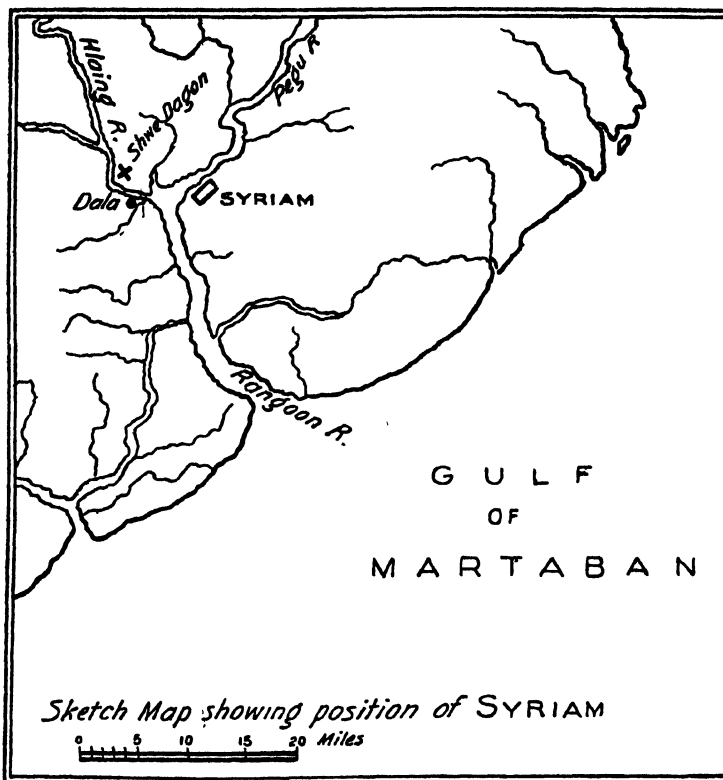 Hlaing R.
Shwe Dagon
Pegu R
Dala
SYRIAM
Rangoon R.
GULF
OF
MARTABAN
Sketch Map showing position of SYRIAM
0 5 10 15 20 Miles